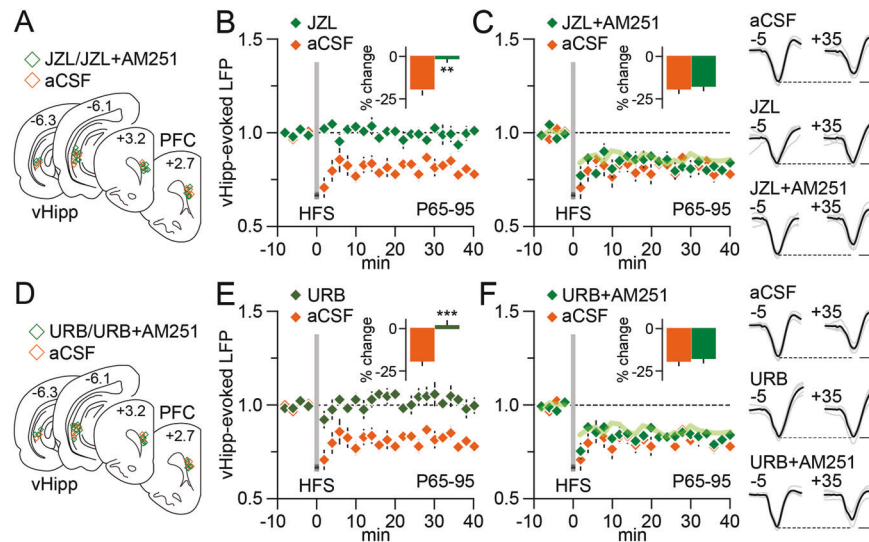 A
JZL/JZL+AM251
aCSF
-6.3
-6.1
+3.2
PFC
+2.7
vHipp
B
JZL
aCSF
vHipp-evoked LFP
1.5
1.0
0.5
% change
0
-25
**
HFS
P65-95
-10 0 10 20 30 40
min
C
JZL+AM251
aCSF
1.5
1.0
0.5
% change
0
-25
HFS
P65-95
-10 0 10 20 30 40
min
aCSF
-5 +35
JZL
-5 +35
JZL+AM251
-5 +35
D
URB/URB+AM251
aCSF
-6.3
-6.1
+3.2
PFC
+2.7
vHipp
E
URB
aCSF
vHipp-evoked LFP
1.5
1.0
0.5
% change
0
-25
***
HFS
P65-95
-10 0 10 20 30 40
min
F
URB+AM251
aCSF
1.5
1.0
0.5
% change
0
-25
HFS
P65-95
-10 0 10 20 30 40
min
aCSF
-5 +35
URB
-5 +35
URB+AM251
-5 +35